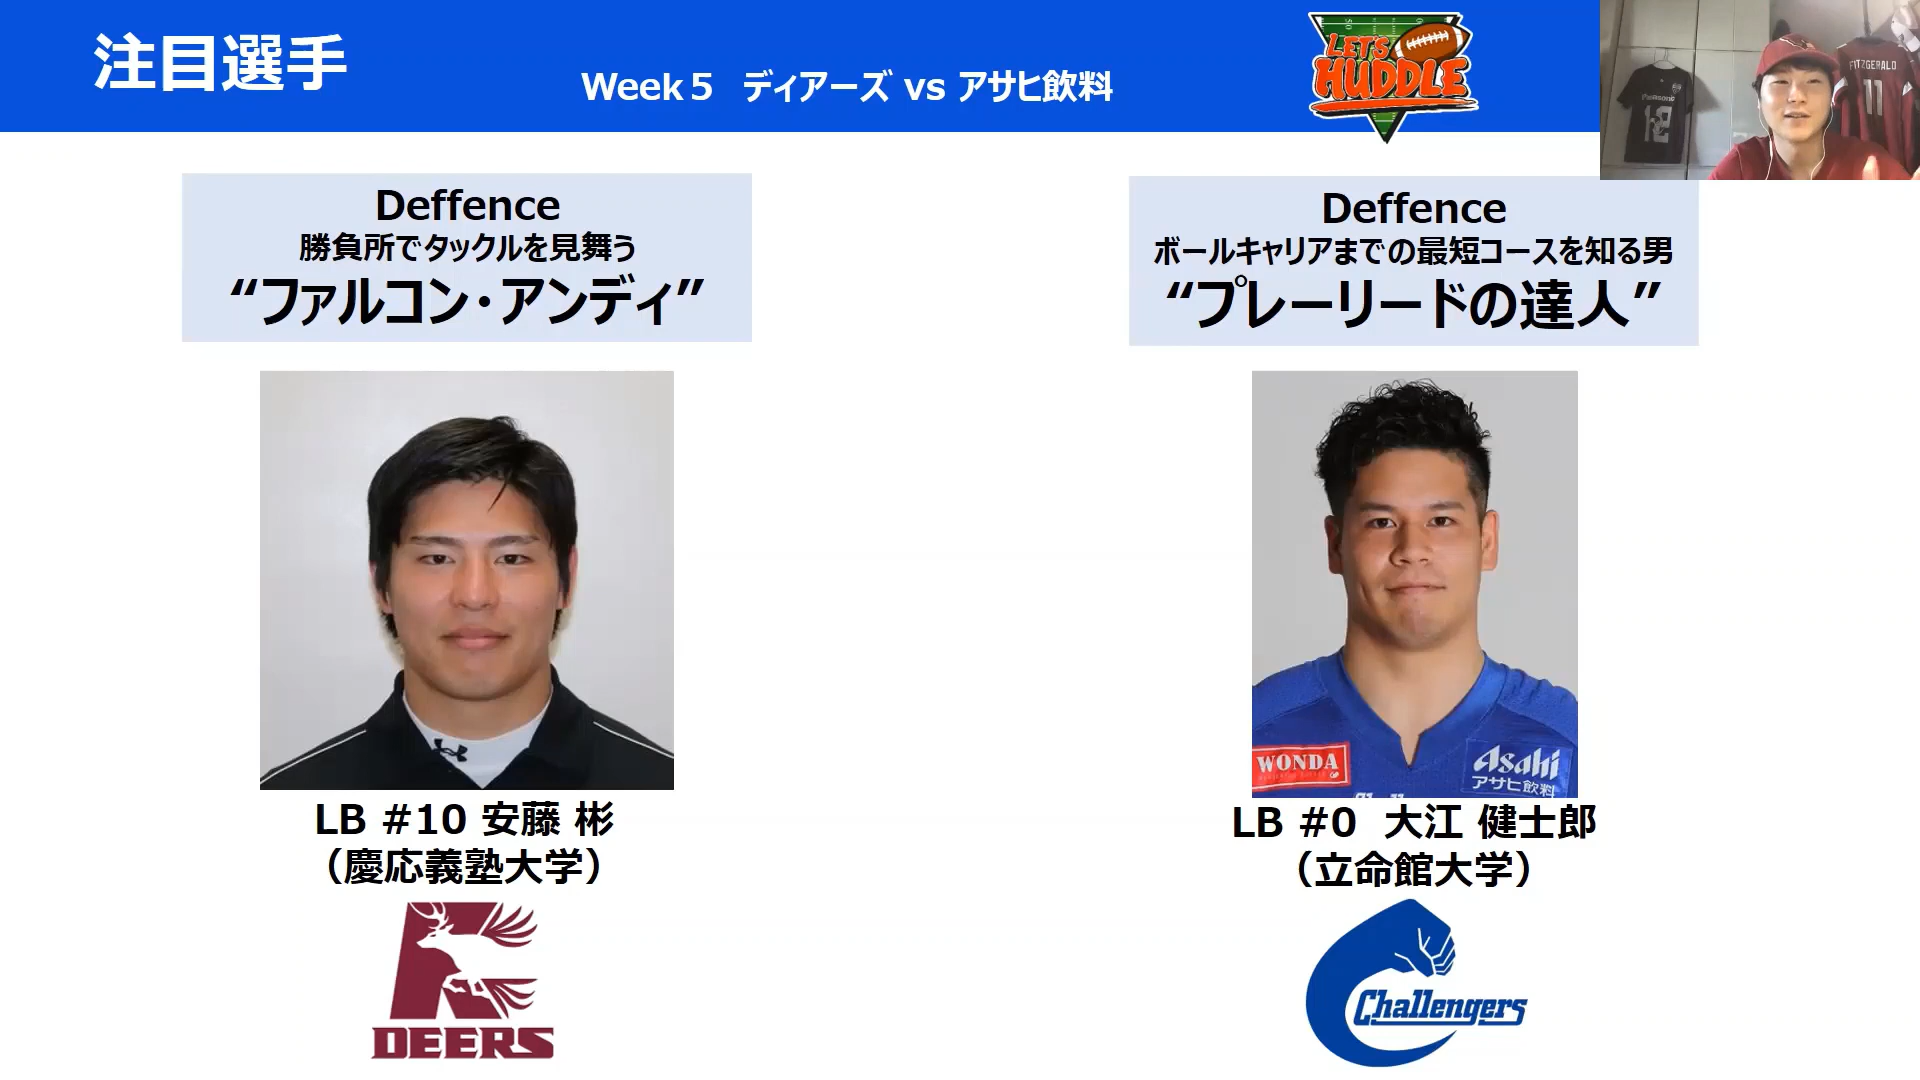 注目選手
Week５ ディアーズ vs アサヒ飲料
LET'S
HUDDLE
Panasonic
12
FITZGERALD
11
Deffence
勝負所でタックルを見舞う
“ファルコン・アンディ”
Deffence
ボールキャリアまでの最短コースを知る男
“プレーリードの達人”
WONDA
Asahi
アサヒ飲料
LB #10 安藤 彬
（慶応義塾大学）
LB #0 大江 健士郎
（立命館大学）
DEERS
Challengers